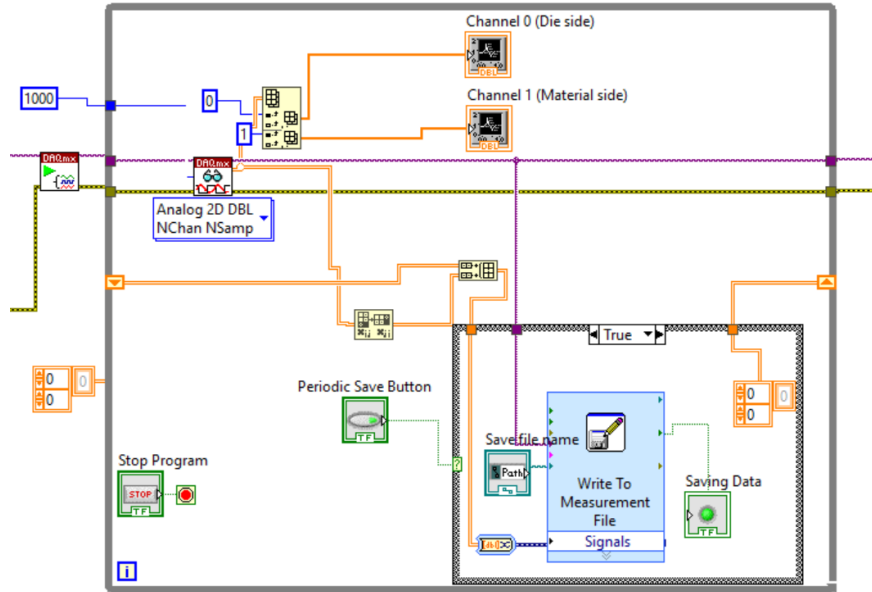 Channel 0 (Die side)
DBL
1000
0
Channel 1 (Material side)
1
DBL
DAQmx
DAQmx
Analog 2D DBL
NChan NSamp
True
0
0
0
0
0
0
Periodic Save Button
TF
Save file name
Path
Write To
Measurement
File
Signals
Saving Data
TF
Stop Program
STOP
TF
?
i